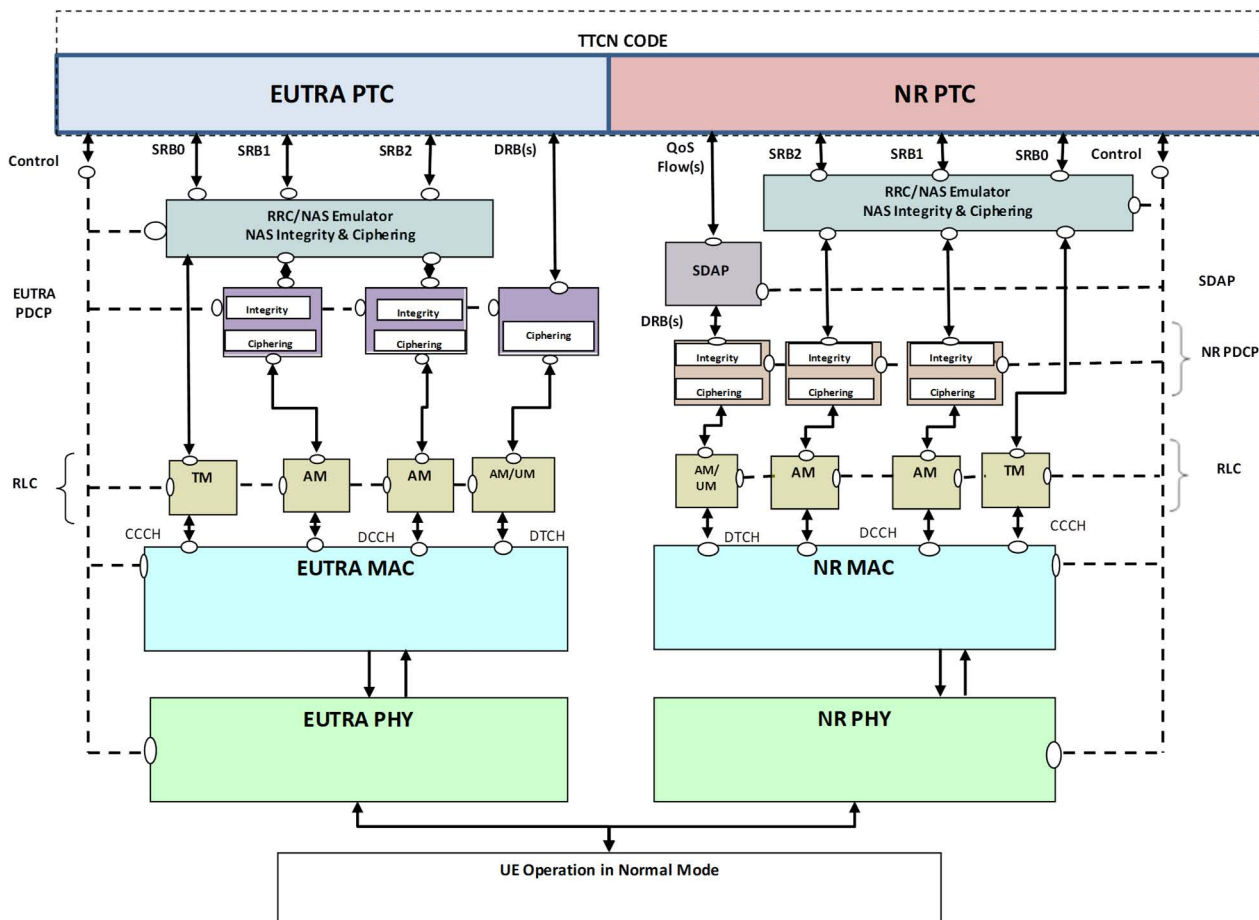 TTCN CODE
EUTRA PTC
NR PTC
Control
SRB0
SRB1
SRB2
DRB(s)
QoS
Flow(s)
SRB2
SRB1
SRB0
Control
RRC/NAS Emulator
NAS Integrity & Ciphering
RRC/NAS Emulator
NAS Integrity & Ciphering
SDAP
SDAP
EUTRA
PDCP
Integrity
Ciphering
Integrity
Ciphering
Ciphering
DRB(s)
Integrity
Ciphering
Integrity
Ciphering
Integrity
Ciphering
NR PDCP
RLC
TM
AM
AM
AM/UM
AM/
UM
AM
AM
TM
RLC
CCCH
DCCH
DTCH
DTCH
DCCH
CCCH
EUTRA MAC
NR MAC
EUTRA PHY
NR PHY
UE Operation in Normal Mode